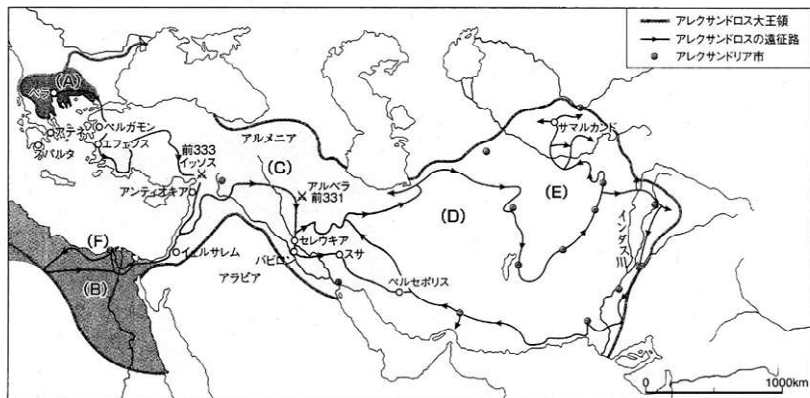 アレクサンドロス大王領
アレクサンドロスの遠征路
アレクサンドリア市
(A)
ペラ
アテネ
スパルタ
ペルガモン
エフェソス
前333
イッソス
アンティオキア
アルメニア
(C)
アルベラ
前331
サマルカンド
(E)
(D)
インダス川
セレウキア
バビロン
スサ
ペルセポリス
イェルサレム
アラビア
(F)
(B)
0
1000km